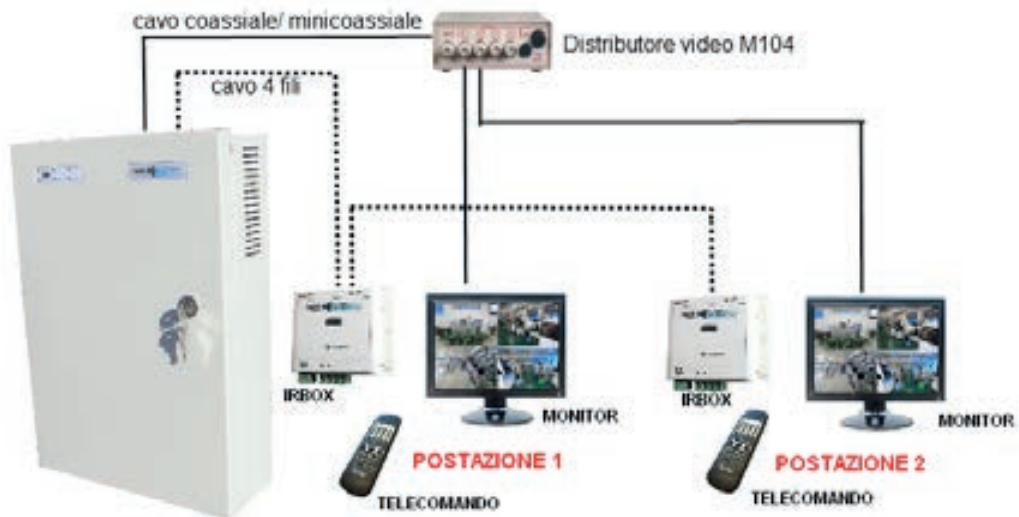 cavo coassiale/ minicoassiale
Distributore video M104
cavo 4 fili
IRBOX
MONITOR
IRBOX
MONITOR
POSTAZIONE 1
POSTAZIONE 2
TELECOMANDO
TELECOMANDO